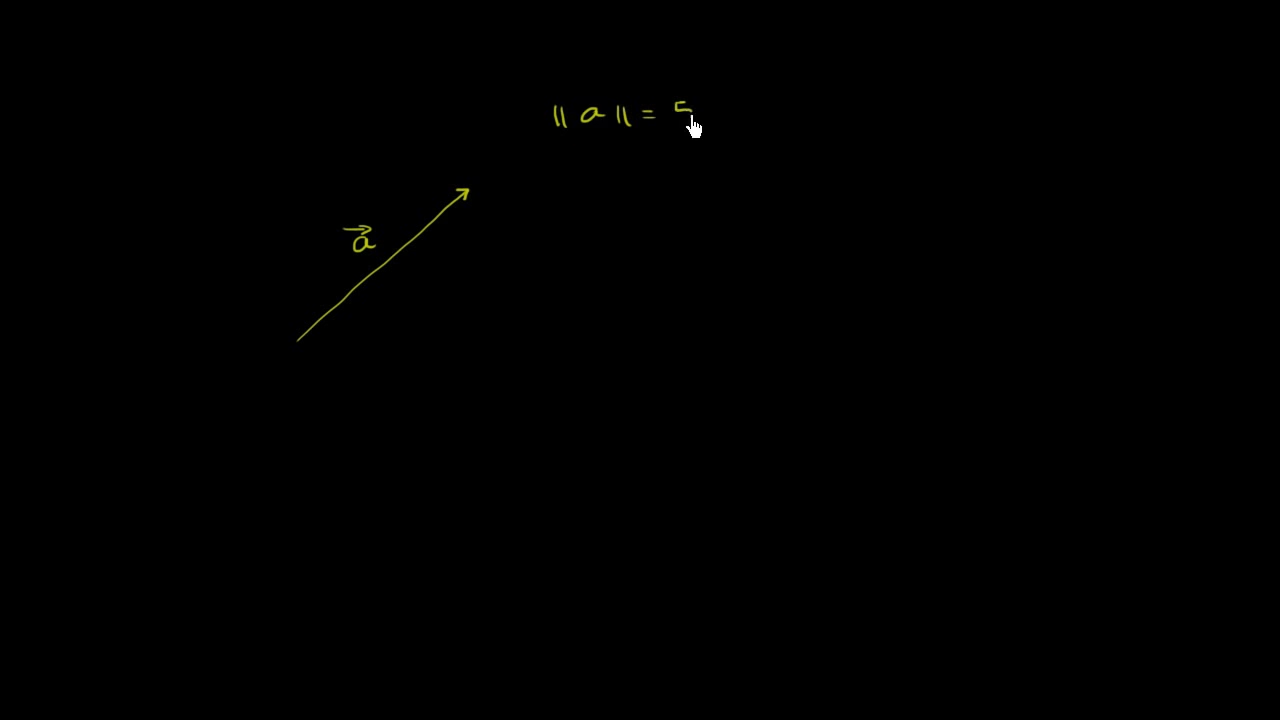 || a || = 5
a⃗